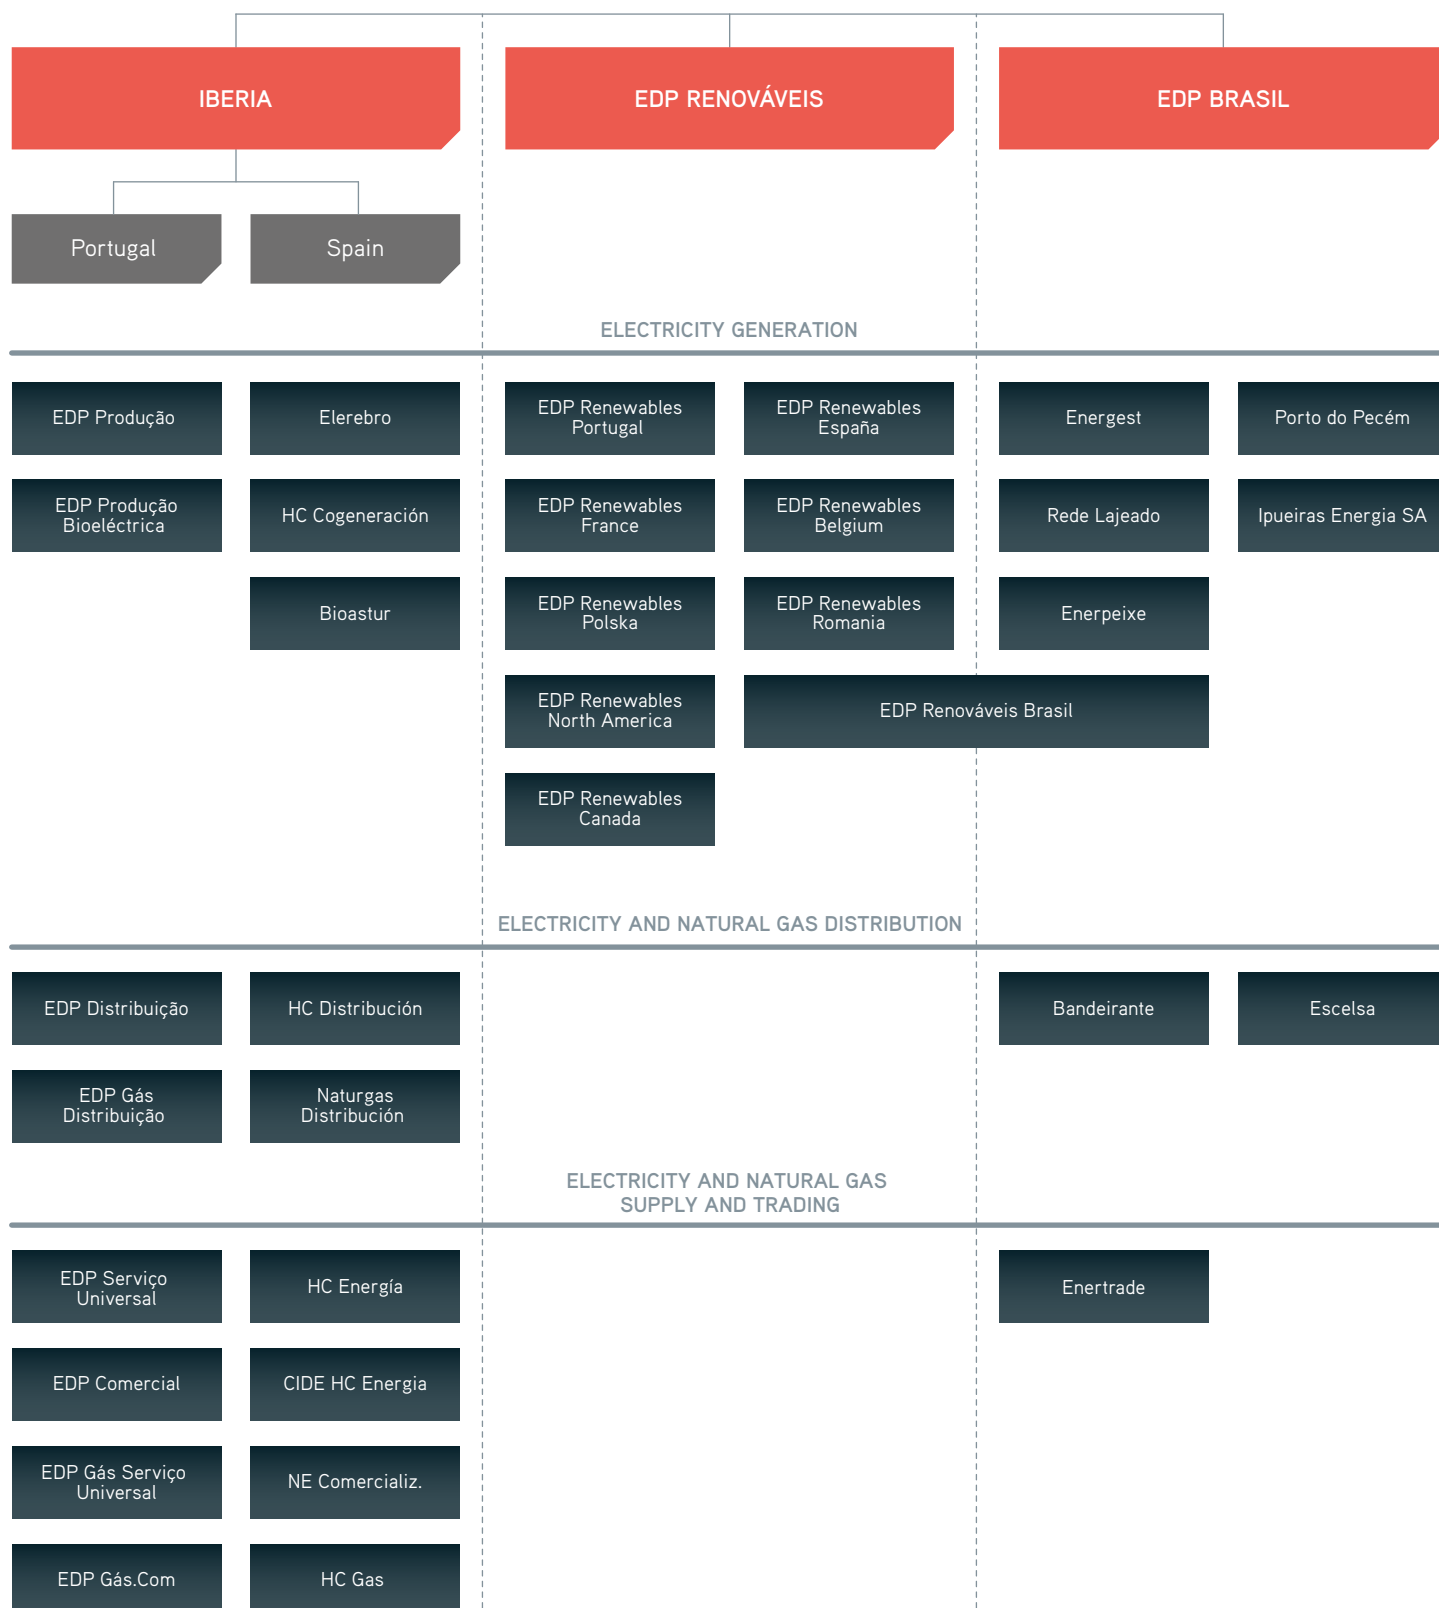 IBERIA
EDP RENOVÁVEIS
EDP BRASIL
Portugal
Spain
ELECTRICITY GENERATION
EDP Produção
Elerebro
EDP Renewables
Portugal
EDP Renewables
España
Energest
Porto do Pecém
EDP Produção
Bioeléctrica
HC Cogeneración
EDP Renewables
France
EDP Renewables
Belgium
Rede Lajeado
Ipueiras Energia SA
Bioastur
EDP Renewables
Polska
EDP Renewables
Romania
Enerpeixe
EDP Renewables
North America
EDP Renováveis Brasil
EDP Renewables
Canada
ELECTRICITY AND NATURAL GAS DISTRIBUTION
EDP Distribuição
HC Distribución
Bandeirante
Escelsa
EDP Gás
Distribuição
Naturgas
Distribución
ELECTRICITY AND NATURAL GAS
SUPPLY AND TRADING
EDP Serviço
Universal
HC Energía
Enertrade
EDP Comercial
CIDE HC Energia
EDP Gás Serviço
Universal
NE Comercializ.
EDP Gás.Com
HC Gas